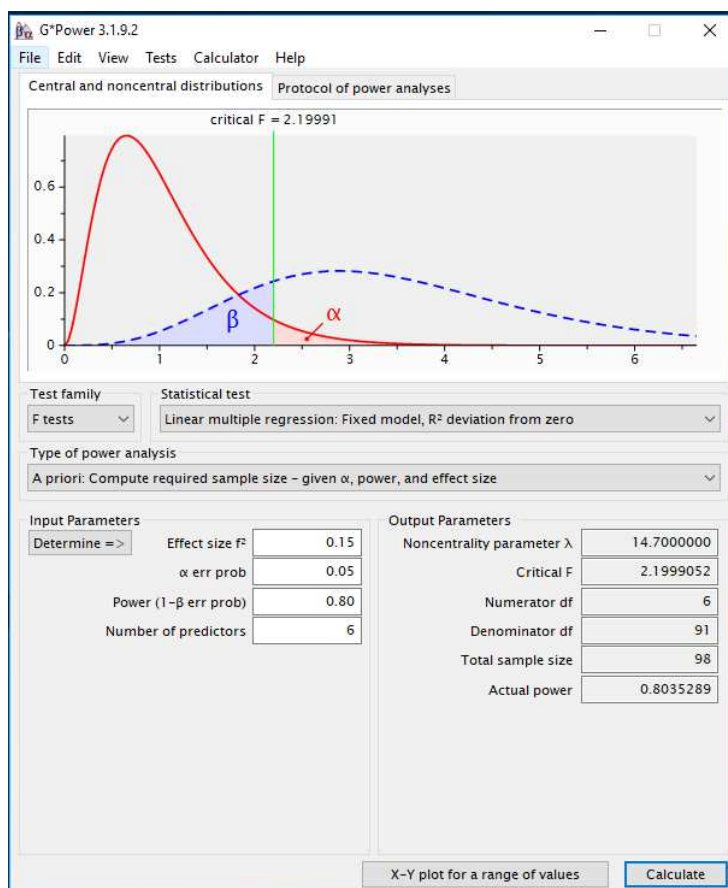 G*Power 3.1.9.2
File Edit View Tests Calculator Help
Central and noncentral distributions Protocol of power analyses
critical F = 2.19991
0.6
0.4
0.2
0
β
α
0 1 2 3 4 5 6
Test family Statistical test
F tests Linear multiple regression: Fixed model, R² deviation from zero
Type of power analysis
A priori: Compute required sample size - given α, power, and effect size
Input Parameters Output Parameters
Determine => Effect size f² 0.15 Noncentrality parameter λ 14.7000000
α err prob 0.05 Critical F 2.1999052
Power (1-β err prob) 0.80 Numerator df 6
Number of predictors 6 Denominator df 91
Total sample size 98
Actual power 0.8035289
X-Y plot for a range of values Calculate